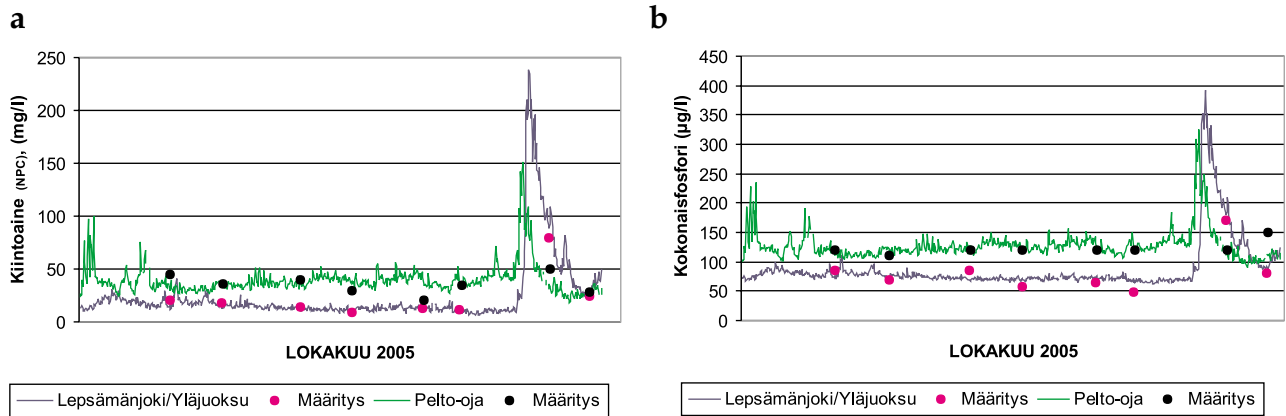 a
Kiintoaine (NPC), (mg/l)
250
200
150
100
50
0
LOKAKUU 2005
Lepsämänjoki/Yläjuoksu
Määritys
Pelto-oja
Määritys
b
Kokonaisfosfori (µg/l)
450
400
350
300
250
200
150
100
50
0
LOKAKUU 2005
Lepsämänjoki/Yläjuoksu
Määritys
Pelto-oja
Määritys